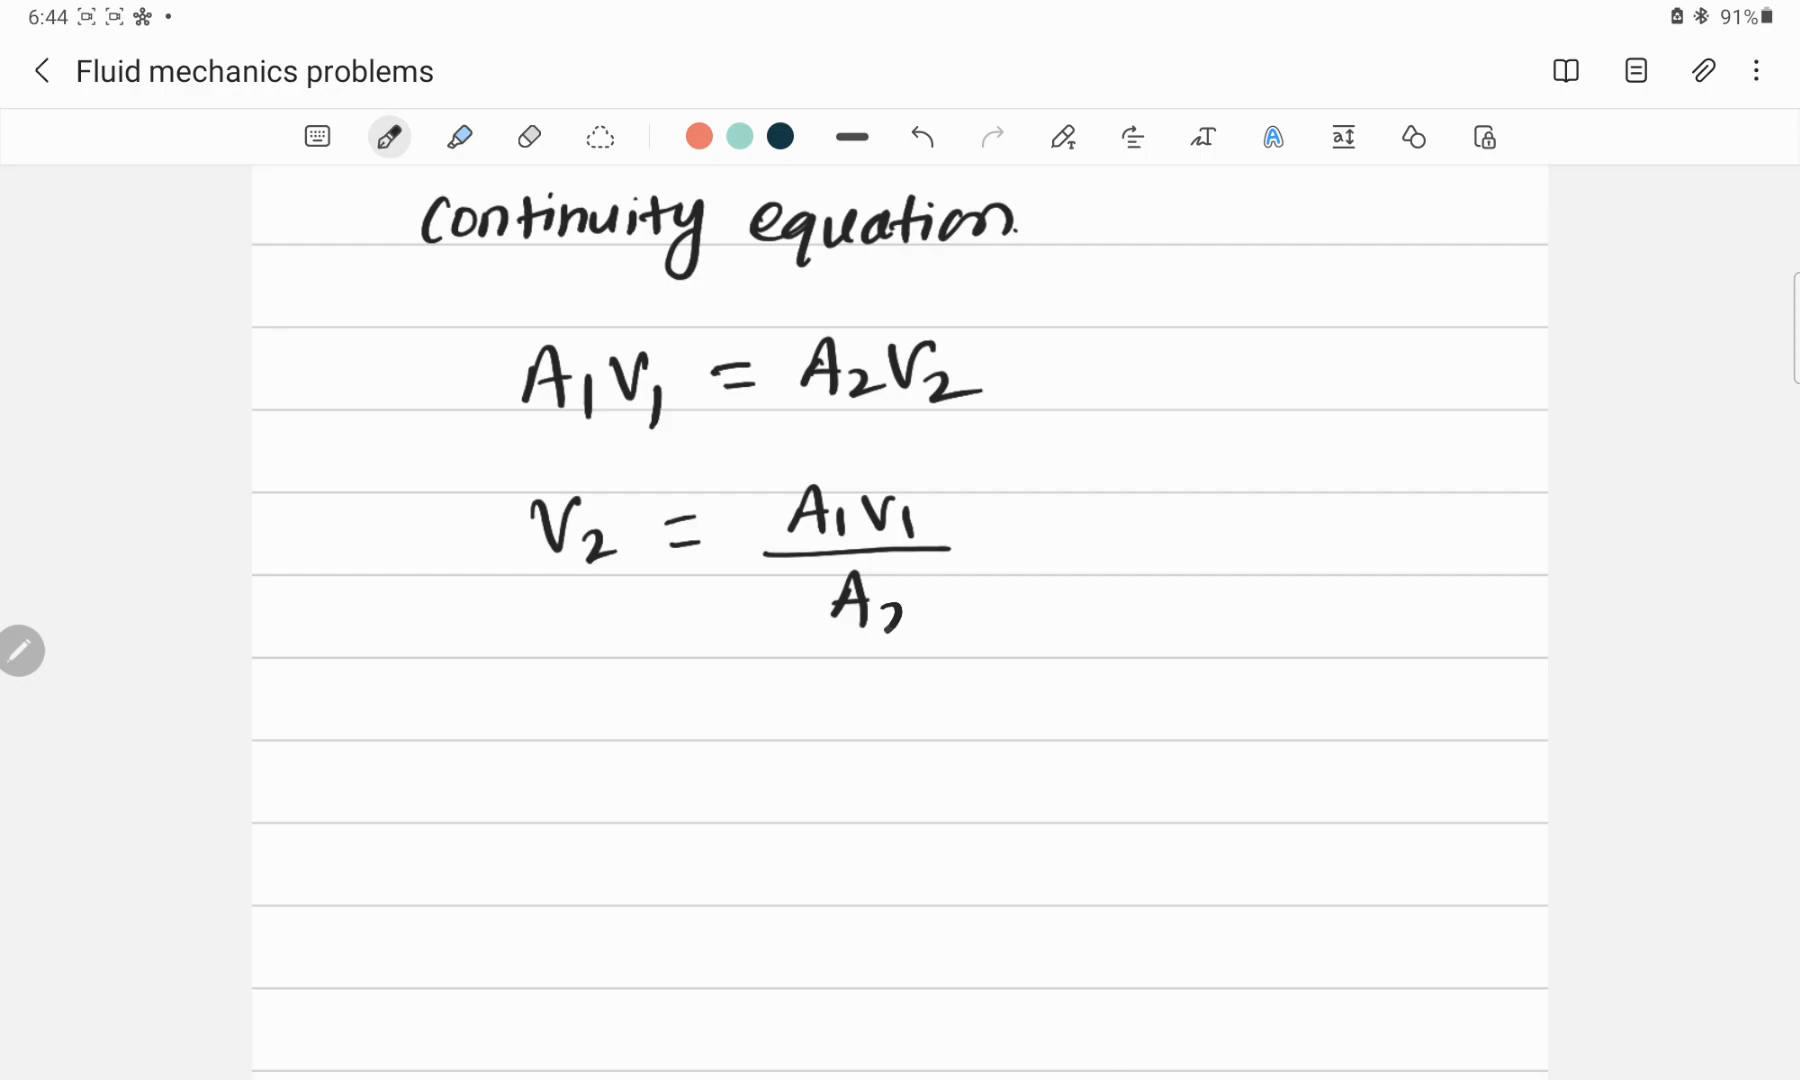 6:44 91%
Fluid mechanics problems
continuity equation.
A₁V₁ = A₂V₂
V₂ = A₁V₁
A₂